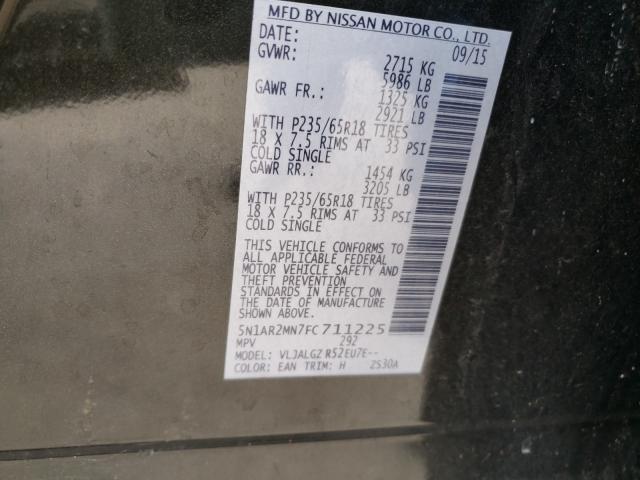 MFD BY NISSAN MOTOR CO., LTD.
DATE: 09/15
GVWR: 2715 KG
5986 LB
GAWR FR.: 1325 KG
2921 LB
WITH P235/65R18 TIRES
18 X 7.5 RIMS AT 33 PSI
COLD SINGLE
GAWR RR.: 1454 KG
3205 LB
WITH P235/65R18 TIRES
18 X 7.5 RIMS AT 33 PSI
COLD SINGLE
THIS VEHICLE CONFORMS TO
ALL APPLICABLE FEDERAL
MOTOR VEHICLE SAFETY AND
THEFT PREVENTION
STANDARDS IN EFFECT ON
THE DATE OF MANUFACTURE
SHOWN ABOVE.
5N1AR2MN7FC711225
MPV 292
MODEL: VLJALGZ R52EU7E--
COLOR: EAN TRIM: H 2S30A